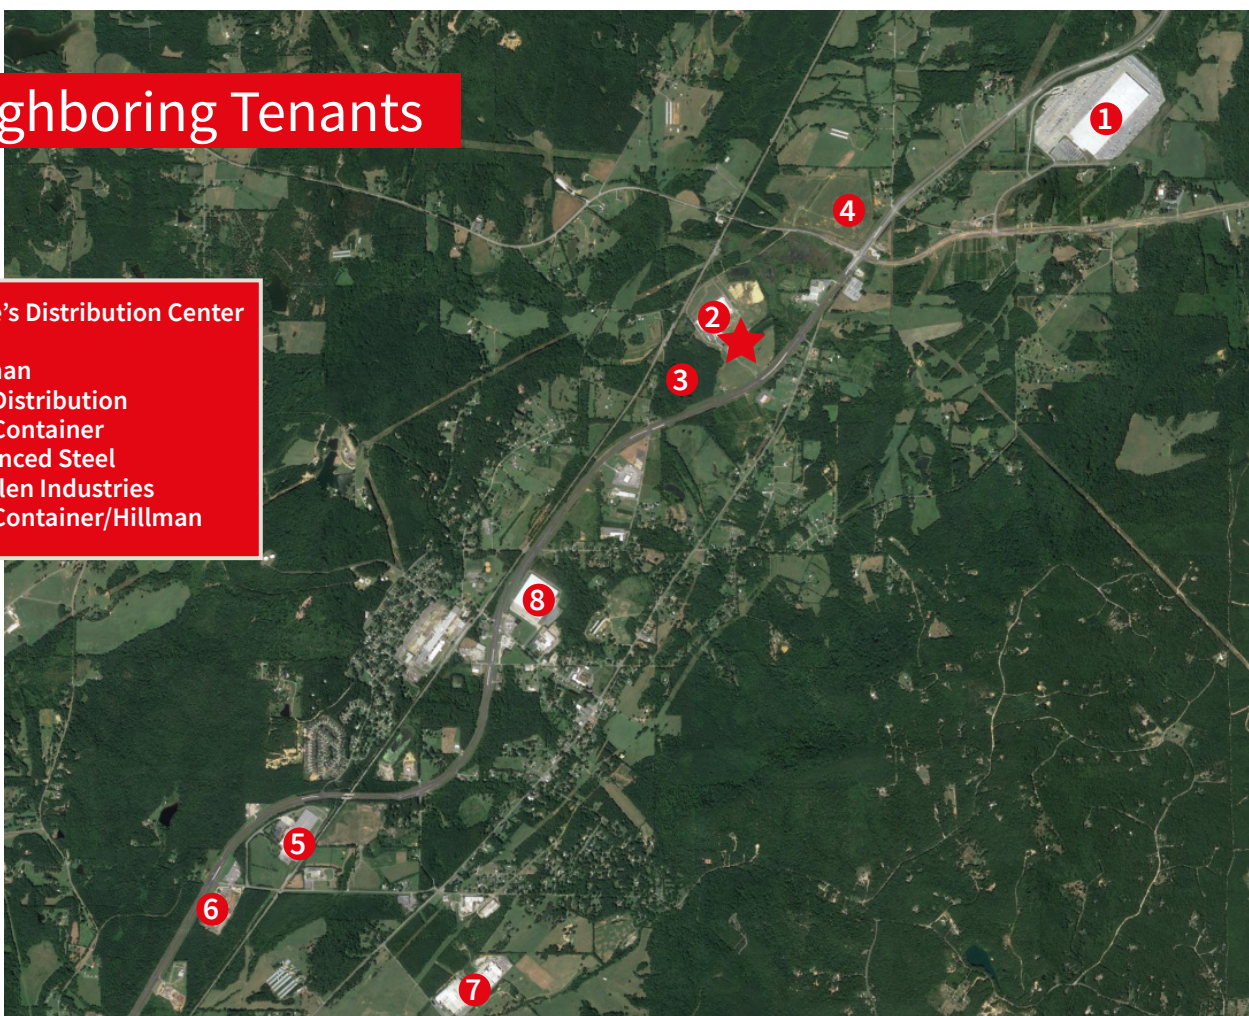 ghboring Tenants
e's Distribution Center
an
Distribution
Container
nced Steel
len Industries
Container/Hillman
1
4
2
3
8
5
6
7